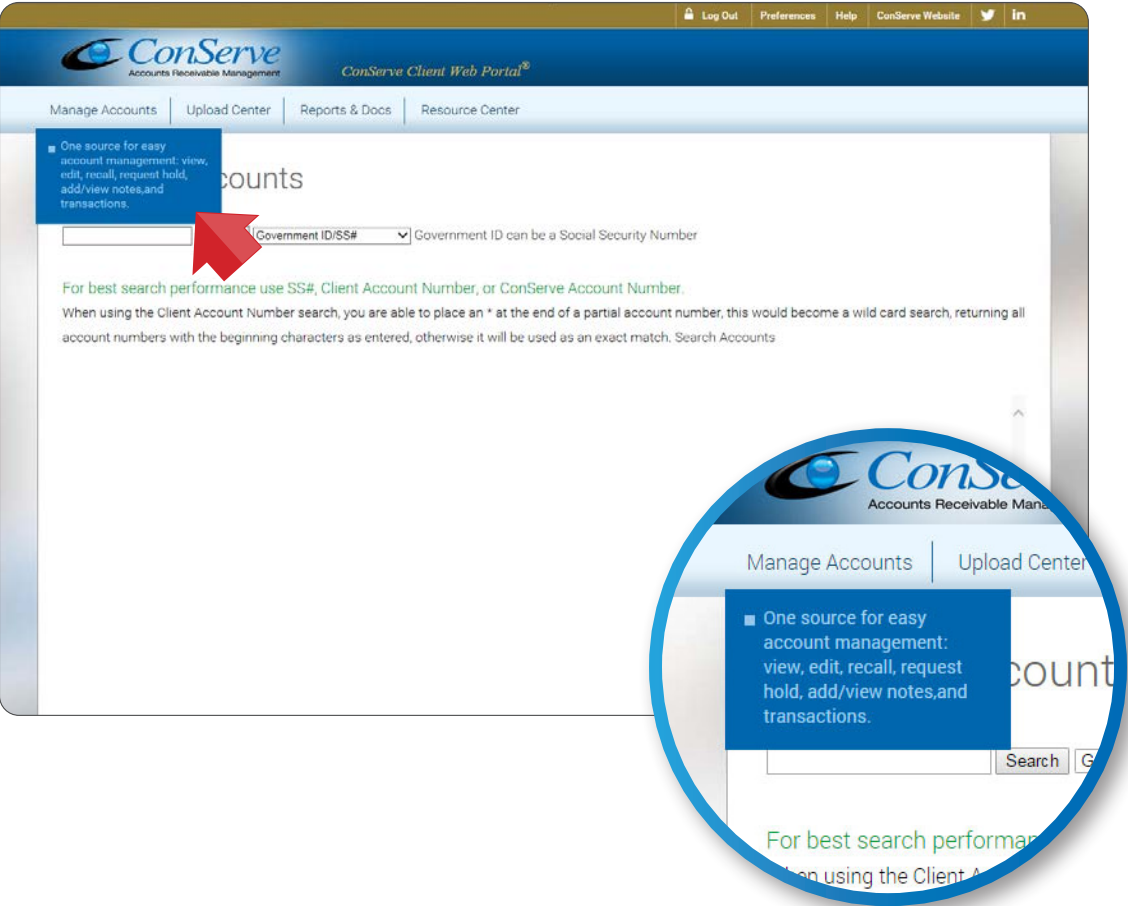 Log Out Preferences Help ConServe Website in
ConServe
Accounts Receivable Management
ConServe Client Web Portal®
Manage Accounts Upload Center Reports & Docs Resource Center
One source for easy
account management: view,
edit, recall, request hold,
add/view notes,and
transactions.
counts
Government ID/SS# Government ID can be a Social Security Number
For best search performance use SS#, Client Account Number, or ConServe Account Number.
When using the Client Account Number search, you are able to place an * at the end of a partial account number, this would become a wild card search, returning all
account numbers with the beginning characters as entered, otherwise it will be used as an exact match. Search Accounts
ConSe
Accounts Receivable Mana
Manage Accounts Upload Center
One source for easy
account management:
view, edit, recall, request
hold, add/view notes,and
transactions.
count
Search G
For best search performan
en using the Client A